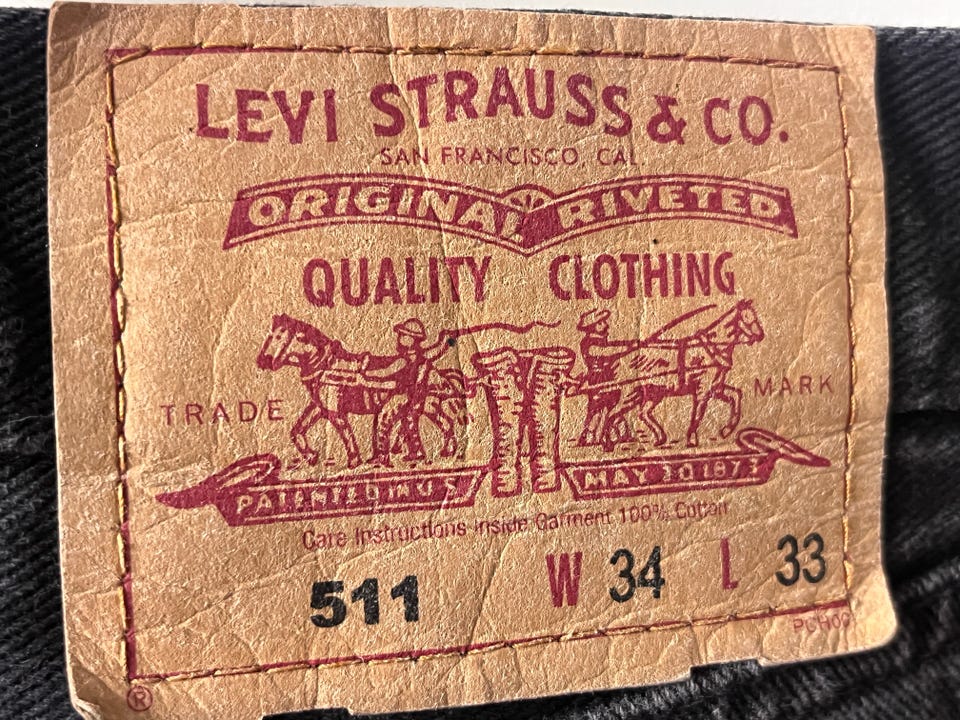 LEVI STRAUSS & CO.
SAN FRANCISCO, CAL.
ORIGINAL RIVETED
QUALITY CLOTHING
TRADE MARK
PATENTED IN U S
MAY 20 1873
Care Instructions Inside Garment 100% Cotton
511 W 34 L 33
®